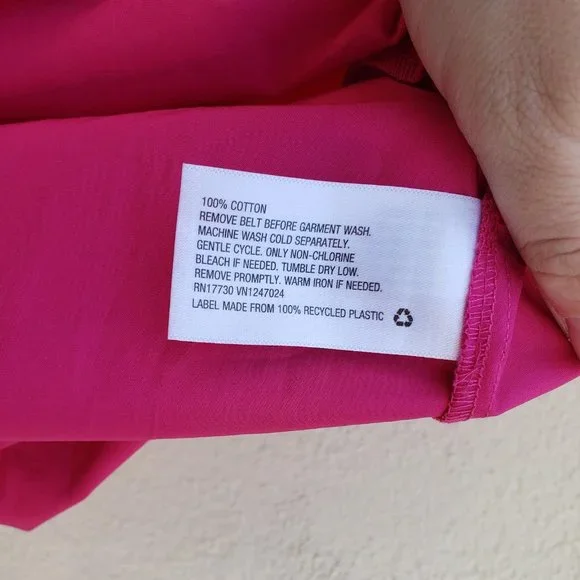 100% COTTON
REMOVE BELT BEFORE GARMENT WASH.
MACHINE WASH COLD SEPARATELY.
GENTLE CYCLE. ONLY NON-CHLORINE
BLEACH IF NEEDED. TUMBLE DRY LOW.
REMOVE PROMPTLY. WARM IRON IF NEEDED.
RN17730 VN1247024
LABEL MADE FROM 100% RECYCLED PLASTIC